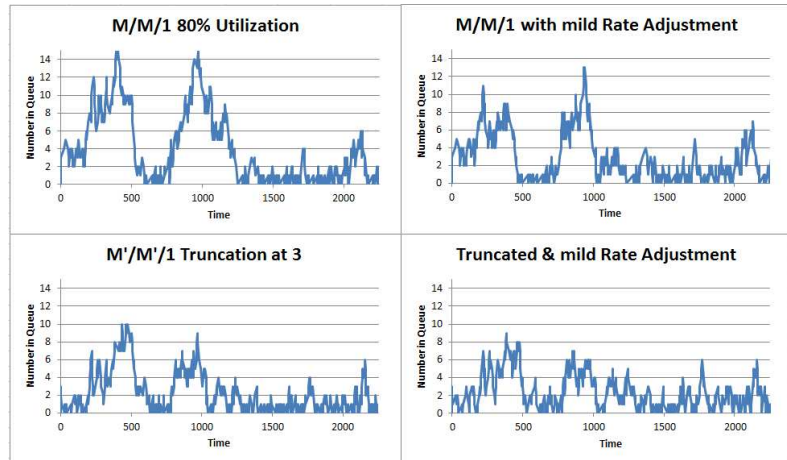 M/M/1 80% Utilization
Number in Queue
14
12
10
8
6
4
2
0
0 500 1000 1500 2000
Time
M/M/1 with mild Rate Adjustment
Number in Queue
14
12
10
8
6
4
2
0
0 500 1000 1500 2000
Time
M'/M'/1 Truncation at 3
Number in Queue
14
12
10
8
6
4
2
0
0 500 1000 1500 2000
Time
Truncated & mild Rate Adjustment
Number in Queue
14
12
10
8
6
4
2
0
0 500 1000 1500 2000
Time